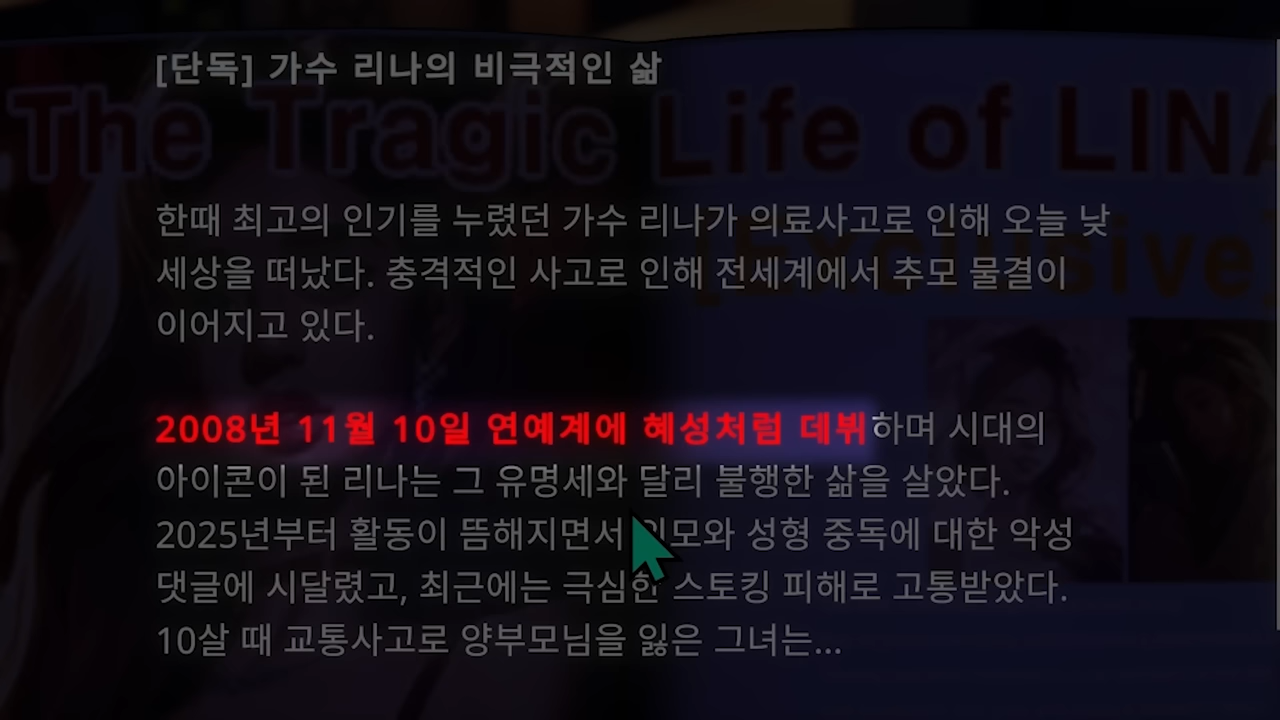 [단독] 가수 리나의 비극적인 삶
The Tragic Life of LINA
[Exclusive]
한때 최고의 인기를 누렸던 가수 리나가 의료사고로 인해 오늘 낮
세상을 떠났다. 충격적인 사고로 인해 전세계에서 추모 물결이
이어지고 있다.
2008년 11월 10일 연예계에 혜성처럼 데뷔하며 시대의
아이콘이 된 리나는 그 유명세와 달리 불행한 삶을 살았다.
2025년부터 활동이 뜸해지면서 외모와 성형 중독에 대한 악성
댓글에 시달렸고, 최근에는 극심한 스토킹 피해로 고통받았다.
10살 때 교통사고로 양부모님을 잃은 그녀는...